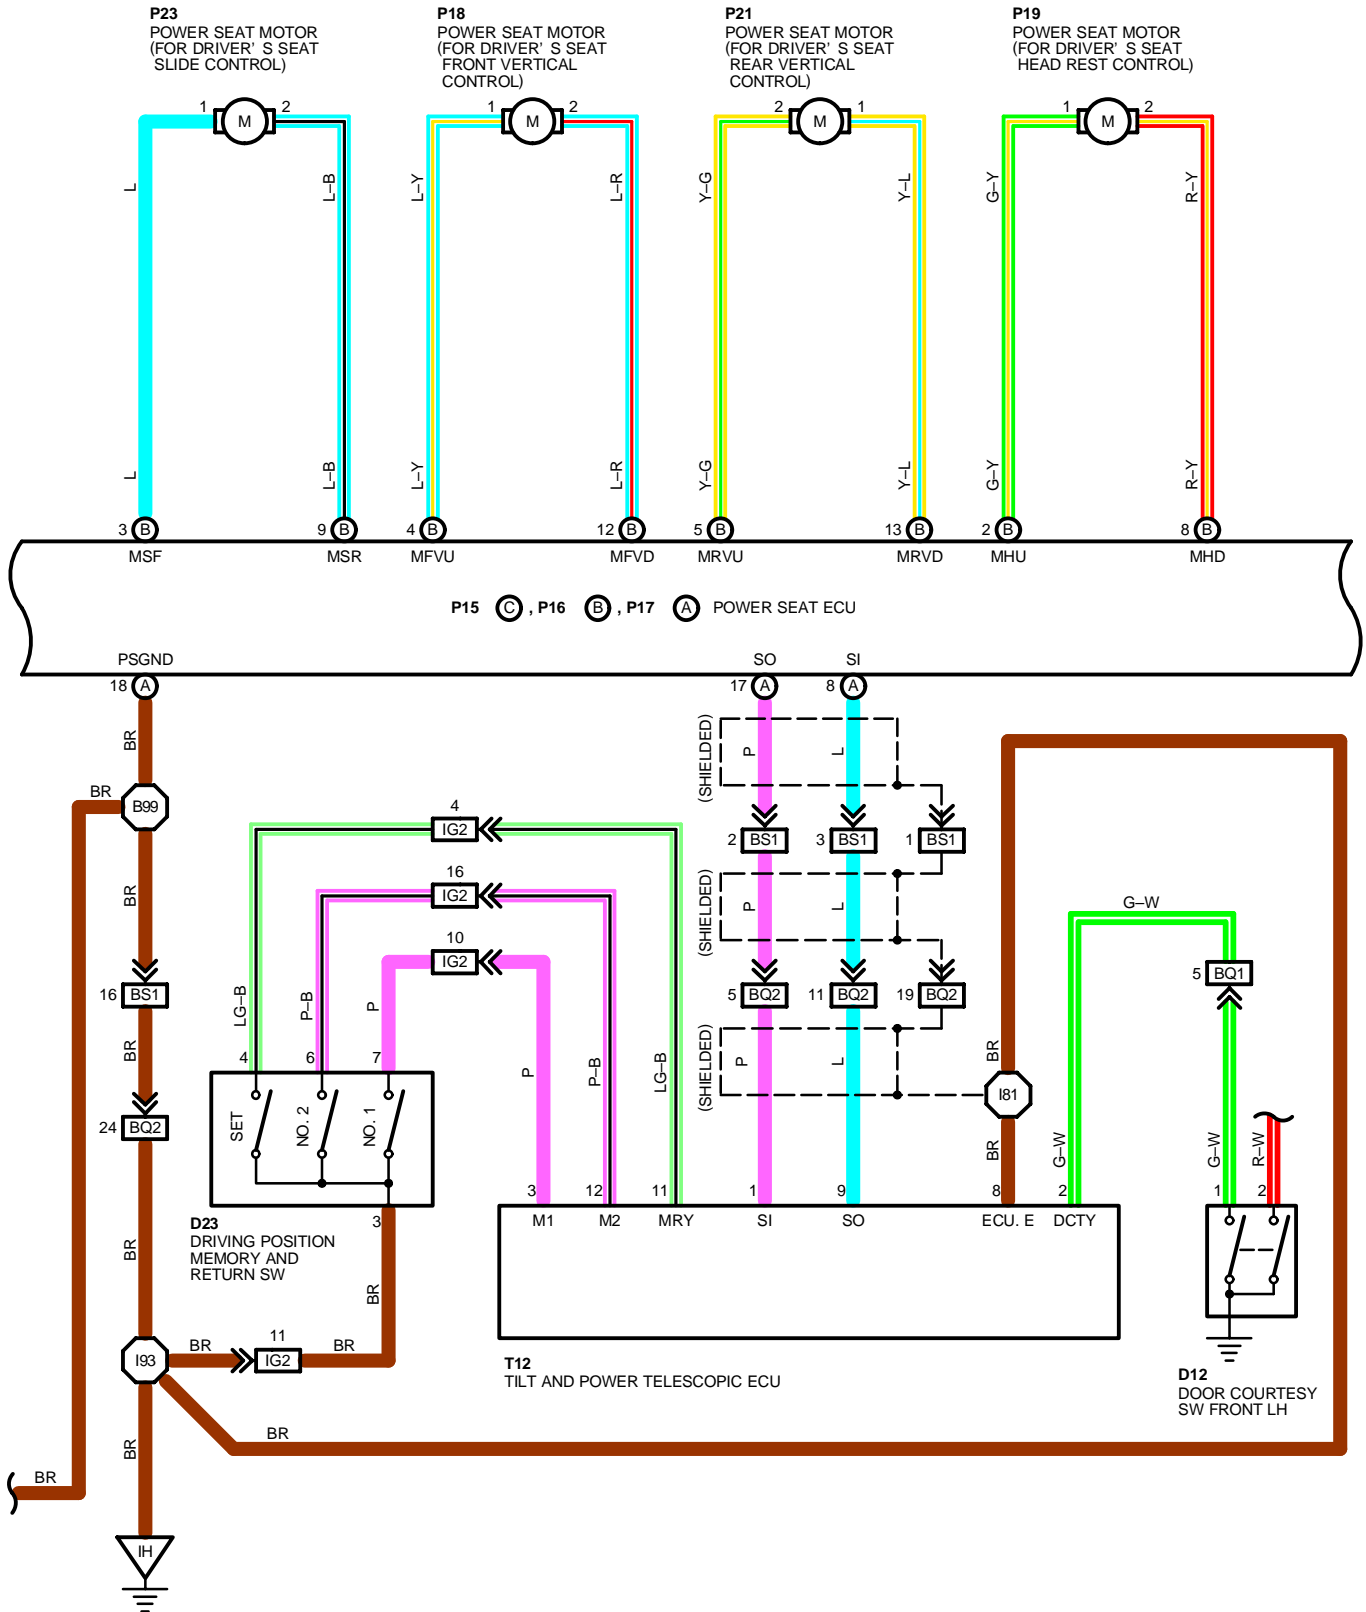 P23
POWER SEAT MOTOR
(FOR DRIVER' S SEAT
SLIDE CONTROL)
P18
POWER SEAT MOTOR
(FOR DRIVER' S SEAT
FRONT VERTICAL
CONTROL)
P21
POWER SEAT MOTOR
(FOR DRIVER' S SEAT
REAR VERTICAL
CONTROL)
P19
POWER SEAT MOTOR
(FOR DRIVER' S SEAT
HEAD REST CONTROL)
1 M 2
1 M 2
2 M 1
1 M 2
L
L–B
L–Y
L–R
Y–G
Y–L
G–Y
R–Y
L
L–B
L–Y
L–R
Y–G
Y–L
G–Y
R–Y
3 B
9 B
4 B
12 B
5 B
13 B
2 B
8 B
MSF
MSR
MFVU
MFVD
MRVU
MRVD
MHU
MHD
P15 C , P16 B , P17 A POWER SEAT ECU
PSGND
SO
SI
18 A
17 A
8 A
BR
(SHIELDED)
P
L
BR
B99
4
IG2
2 BS1
3 BS1
1 BS1
BR
16
IG2
(SHIELDED)
P
L
G–W
10
IG2
5 BQ1
16 BS1
5 BQ2
11 BQ2
19 BQ2
LG–B
P–B
P
BR
(SHIELDED)
P
L
BR
4
6
7
P
P–B
LG–B
I81
24 BQ2
SET
NO. 2
NO. 1
BR
G–W
G–W
R–W
3
12
11
1
9
8
2
1
2
M1
M2
MRY
SI
SO
ECU. E
DCTY
D23
DRIVING POSITION
MEMORY AND
RETURN SW
3
BR
BR
I93
BR
11
IG2
BR
T12
TILT AND POWER TELESCOPIC ECU
D12
DOOR COURTESY
SW FRONT LH
BR
BR
BR
IH